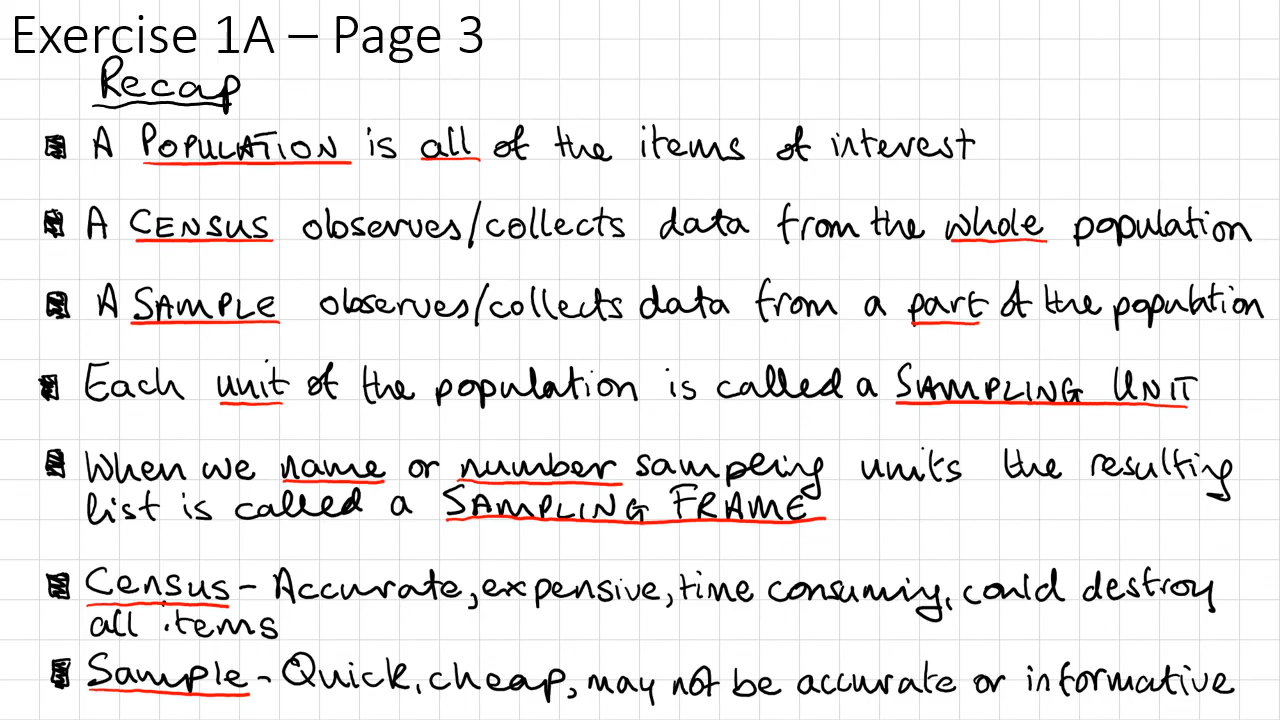 Exercise 1A – Page 3
Recap
A POPULATION is all of the items of interest
A CENSUS observes/collects data from the whole population
A SAMPLE observes/collects data from a part of the population
Each unit of the population is called a SAMPLING UNIT
When we name or number sampling units the resulting
list is called a SAMPLING FRAME
Census - Accurate, expensive, time consuming, could destroy
all items
Sample - Quick, cheap, may not be accurate or informative